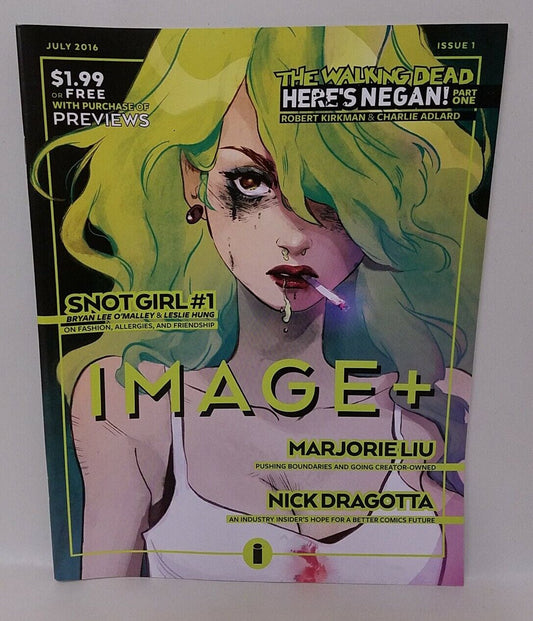 JULY 2016
ISSUE 1
$1.99
OR FREE
WITH PURCHASE OF
PREVIEWS
THE WALKING DEAD
HERE'S NEGAN! PART ONE
ROBERT KIRKMAN & CHARLIE ADLARD
SNOTGIRL #1
BRYAN LEE O'MALLEY & LESLIE HUNG
ON FASHION, ALLERGIES, AND FRIENDSHIP
IMAGE+
MARJORIE LIU
PUSHING BOUNDARIES AND GOING CREATOR-OWNED
NICK DRAGOTTA
AN INDUSTRY INSIDER'S HOPE FOR A BETTER COMICS FUTURE
i